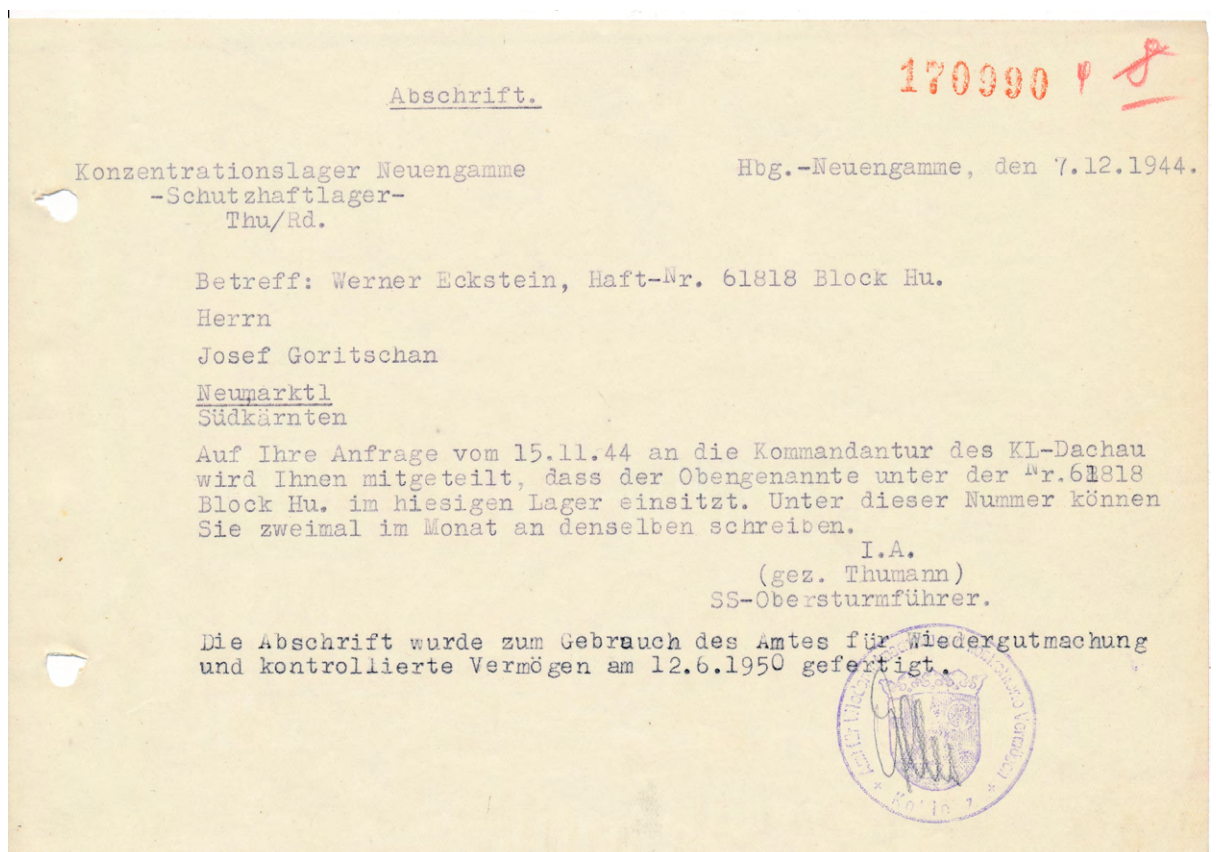 170990
8
Abschrift.
Konzentrationslager Neuengamme
Hbg.-Neuengamme, den 7.12.1944.
-Schutzhaftlager-
Thu/Rd.
Betreff: Werner Eckstein, Haft-Nr. 61818 Block Hu.
Herrn
Josef Goritschan
Neumarktl
Südkärnten
Auf Ihre Anfrage vom 15.11.44 an die Kommandantur des KL-Dachau
wird Ihnen mitgeteilt, dass der Obengenannte unter der Nr.61818
Block Hu. im hiesigen Lager einsitzt. Unter dieser Nummer können
Sie zweimal im Monat an denselben schreiben.
I.A.
(gez. Thumann)
SS-Obersturmführer.
Die Abschrift wurde zum Gebrauch des Amtes für Wiedergutmachung
und kontrollierte Vermögen am 12.6.1950 gefertigt.
Amt für Vermögen